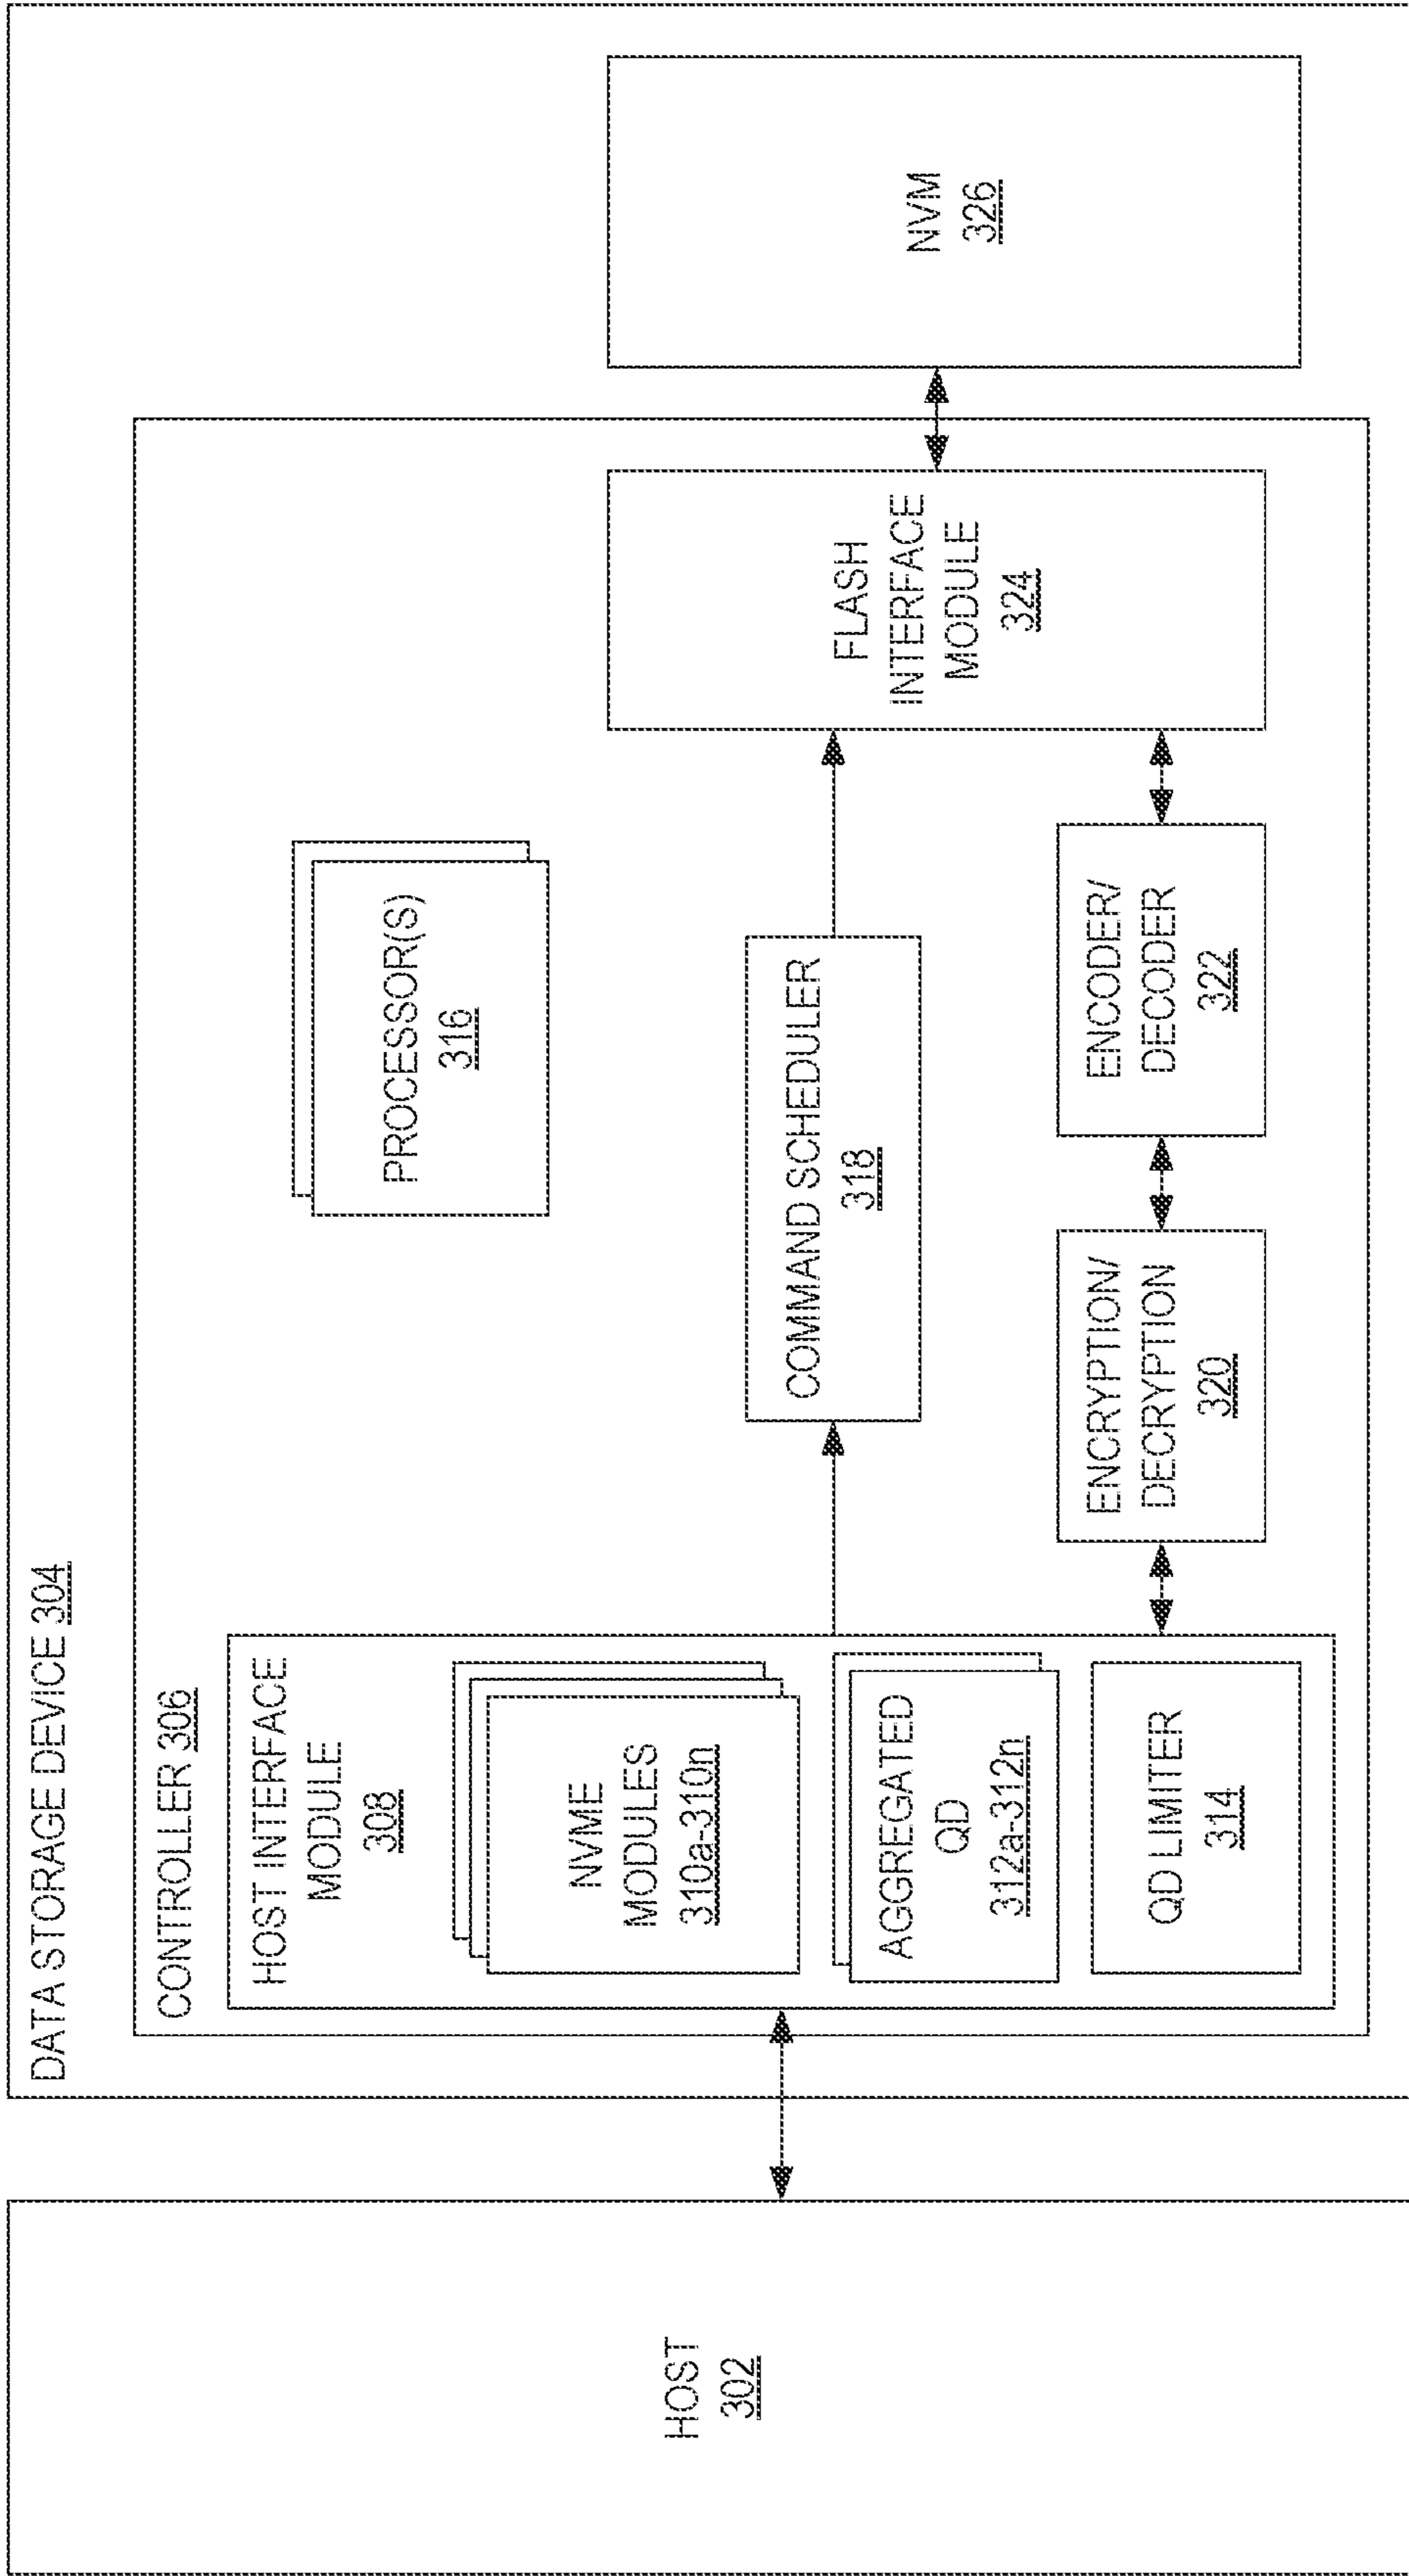 HOST
302
DATA STORAGE DEVICE 304
CONTROLLER 306
HOST INTERFACE
MODULE
308
NVME
MODULES
310a-310n
AGGREGATED
QD
312a-312n
QD LIMITER
314
PROCESSOR(S)
316
COMMAND SCHEDULER
318
ENCRYPTION/
DECRYPTION
320
ENCODER/
DECODER
322
FLASH
INTERFACE
MODULE
324
NVM
326